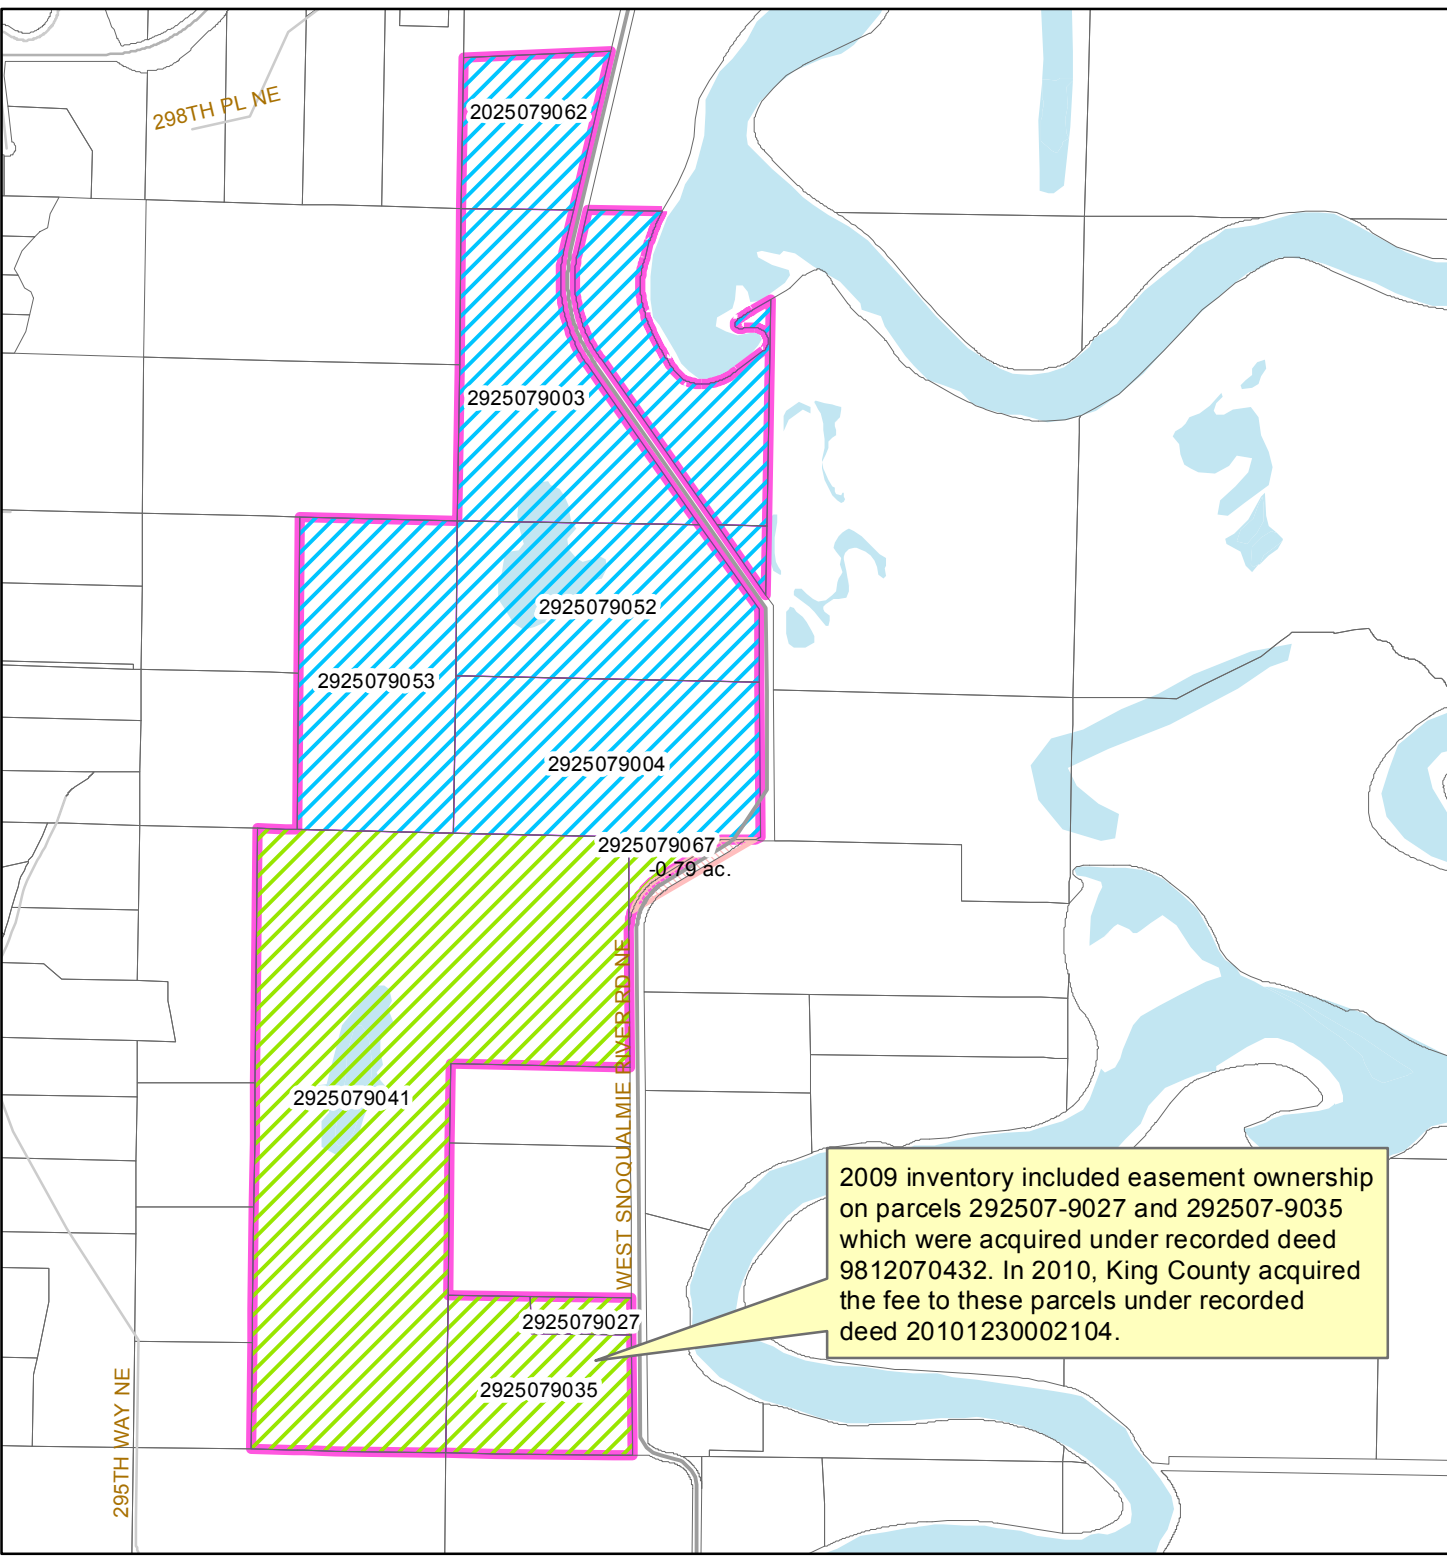 298TH PL NE
2025079062
2925079003
2925079052
2925079053
2925079004
2925079067
-0.79 ac.
WEST SNOQUALMIE RIVER RD NE
2925079041
2009 inventory included easement ownership
on parcels 292507-9027 and 292507-9035
which were acquired under recorded deed
9812070432. In 2010, King County acquired
the fee to these parcels under recorded
deed 20101230002104.
2925079027
2925079035
295TH WAY NE